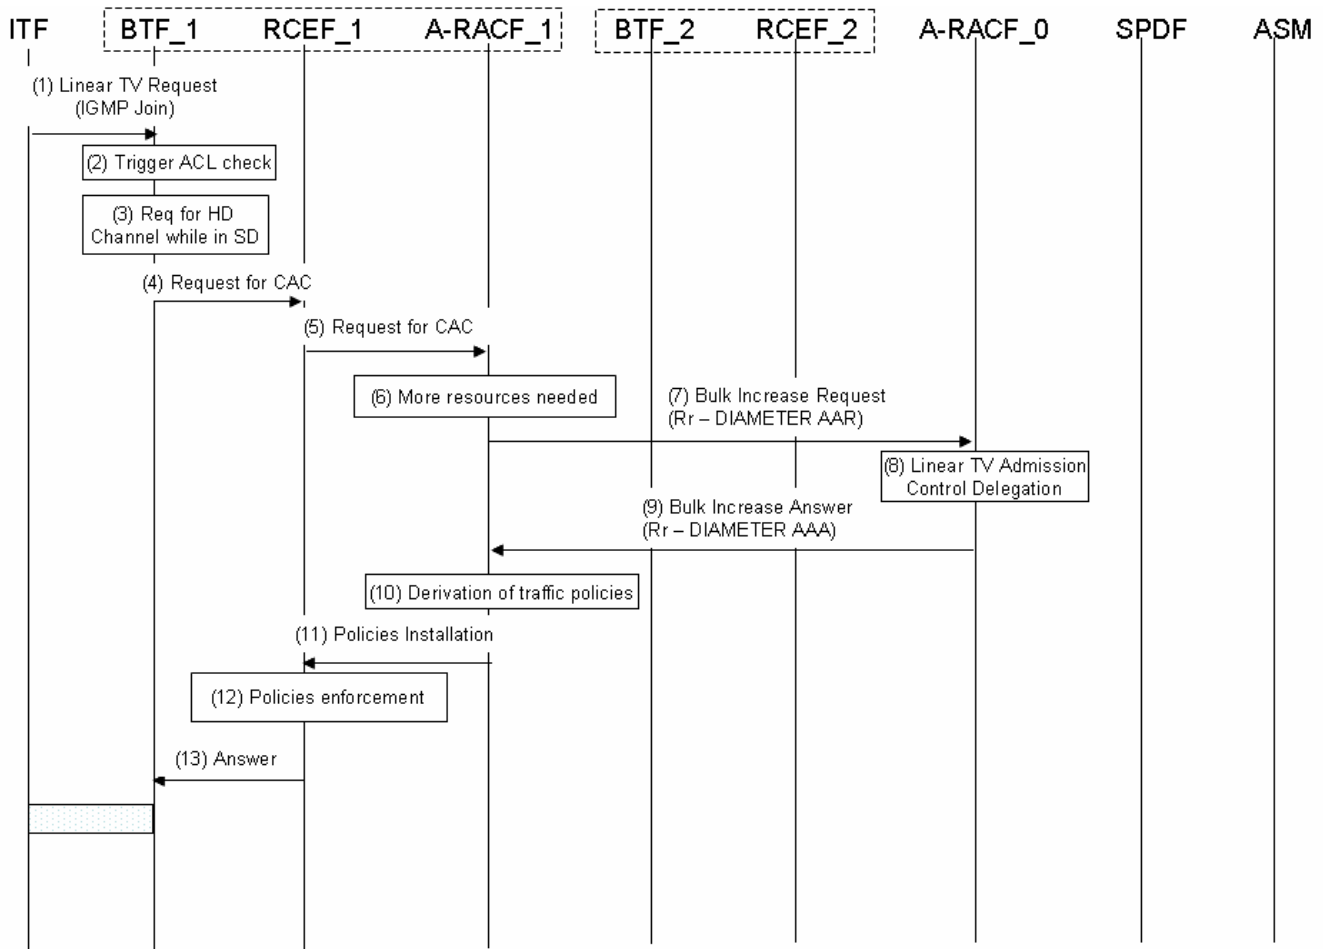 ITF BTF_1 RCEF_1 A-RACF_1 BTF_2 RCEF_2 A-RACF_0 SPDF ASM
(1) Linear TV Request
(IGMP Join)
(2) Trigger ACL check
(3) Req for HD
Channel while in SD
(4) Request for CAC
(5) Request for CAC
(6) More resources needed
(7) Bulk Increase Request
(Rr – DIAMETER AAR)
(8) Linear TV Admission
Control Delegation
(9) Bulk Increase Answer
(Rr – DIAMETER AAA)
(10) Derivation of traffic policies
(11) Policies Installation
(12) Policies enforcement
(13) Answer